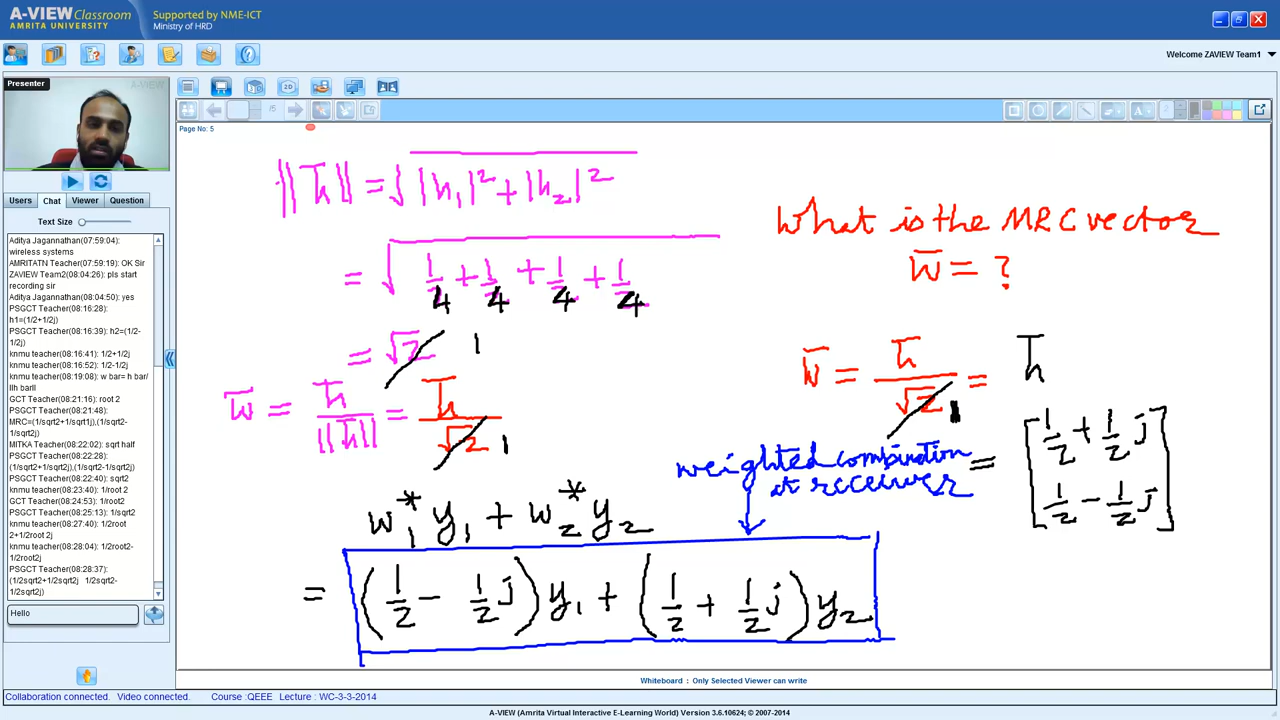 A-VIEW Classroom
AMRITA UNIVERSITY
Supported by NME-ICT
Ministry of HRD
Welcome ZAVIEW Team1
Presenter
A-VIEW
2D
/5
A
2
Page No: 5
Users Chat Viewer Question
Text Size
Aditya Jagannathan(07:59:04):
wireless systems
AMRITATN Teacher(07:59:19): OK Sir
ZAVIEW Team2(08:04:26): pls start
recording sir
Aditya Jagannathan(08:04:50): yes
PSGCT Teacher(08:16:28):
h1=(1/2+1/2j)
PSGCT Teacher(08:16:39): h2=(1/2-
1/2j)
knmu teacher(08:16:41): 1/2+1/2j
knmu teacher(08:16:52): 1/2-1/2j
knmu teacher(08:19:08): w bar= h bar/
llh barll
GCT Teacher(08:21:16): root 2
PSGCT Teacher(08:21:48):
MRC=(1/sqrt2+1/sqrt2j),(1/sqrt2-
1/sqrt2j)
MITKA Teacher(08:22:02): sqrt half
PSGCT Teacher(08:22:28):
(1/sqrt2+1/sqrt2j),(1/sqrt2-1/sqrt2j)
PSGCT Teacher(08:22:40): sqrt2
knmu teacher(08:23:40): 1/root 2
GCT Teacher(08:24:53): 1/root2
PSGCT Teacher(08:25:13): 1/sqrt2
knmu teacher(08:27:40): 1/2root
2+1/2root 2j
knmu teacher(08:28:04): 1/2root2-
1/2root2j
PSGCT Teacher(08:28:37):
(1/2sqrt2+1/2sqrt2j 1/2sqrt2-
1/2sqrt2j)
Hello
||h̄|| = √|h₁|² + |h₂|²
= √1/4 + 1/4 + 1/4 + 1/4
= √2 1
w̄ = h̄/||h̄|| = h̄/√2 1
What is the MRC vector
w̄ = ?
w̄ = h̄/√2 1 = h̄
= [1/2 + 1/2 j
1/2 - 1/2 j]
weighted combination
at receiver
w₁* y₁ + w₂* y₂
= (1/2 - 1/2 j) y₁ + (1/2 + 1/2 j) y₂
Whiteboard : Only Selected Viewer can write
Collaboration connected. Video connected. Course :QEEE Lecture : WC-3-3-2014
A-VIEW (Amrita Virtual Interactive E-Learning World) Version 3.6.10624; © 2007-2014